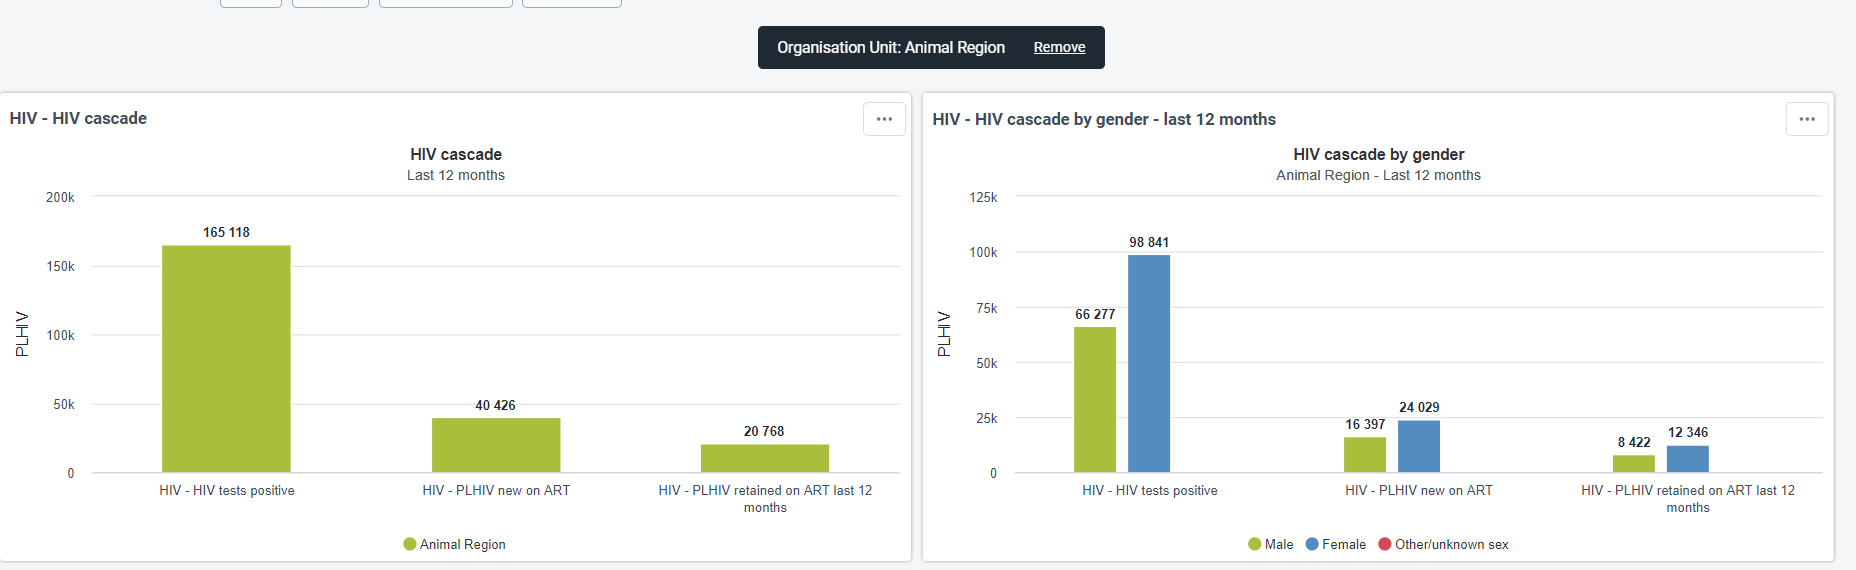 Organisation Unit: Animal Region Remove
HIV - HIV cascade
HIV cascade
Last 12 months
PLHIV
200k
150k
100k
50k
0
165 118
40 426
20 768
HIV - HIV tests positive
HIV - PLHIV new on ART
HIV - PLHIV retained on ART last 12
months
Animal Region
HIV - HIV cascade by gender - last 12 months
HIV cascade by gender
Animal Region - Last 12 months
PLHIV
125k
100k
75k
50k
25k
0
66 277
98 841
16 397
24 029
8 422
12 346
HIV - HIV tests positive
HIV - PLHIV new on ART
HIV - PLHIV retained on ART last 12
months
Male Female Other/unknown sex